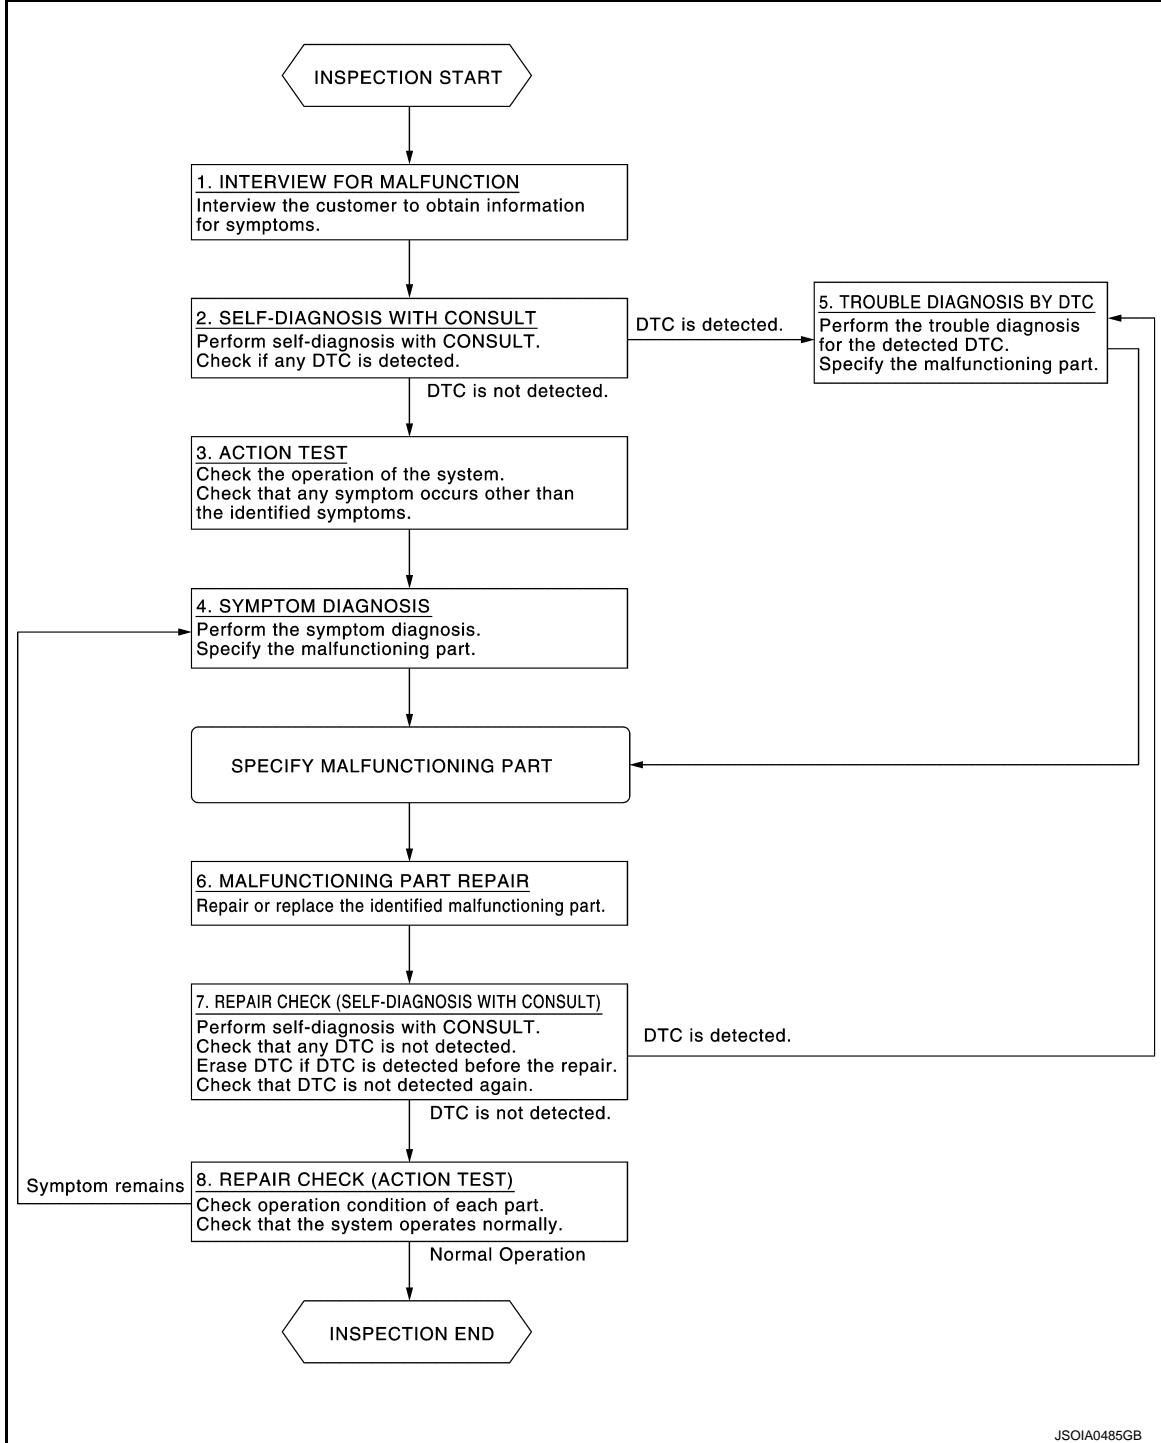 INSPECTION START
1. INTERVIEW FOR MALFUNCTION
Interview the customer to obtain information
for symptoms.
2. SELF-DIAGNOSIS WITH CONSULT
Perform self-diagnosis with CONSULT.
Check if any DTC is detected.
DTC is detected.
5. TROUBLE DIAGNOSIS BY DTC
Perform the trouble diagnosis
for the detected DTC.
Specify the malfunctioning part.
DTC is not detected.
3. ACTION TEST
Check the operation of the system.
Check that any symptom occurs other than
the identified symptoms.
4. SYMPTOM DIAGNOSIS
Perform the symptom diagnosis.
Specify the malfunctioning part.
SPECIFY MALFUNCTIONING PART
6. MALFUNCTIONING PART REPAIR
Repair or replace the identified malfunctioning part.
7. REPAIR CHECK (SELF-DIAGNOSIS WITH CONSULT)
Perform self-diagnosis with CONSULT.
Check that any DTC is not detected.
Erase DTC if DTC is detected before the repair.
Check that DTC is not detected again.
DTC is detected.
DTC is not detected.
Symptom remains
8. REPAIR CHECK (ACTION TEST)
Check operation condition of each part.
Check that the system operates normally.
Normal Operation
INSPECTION END
JSOIA0485GB